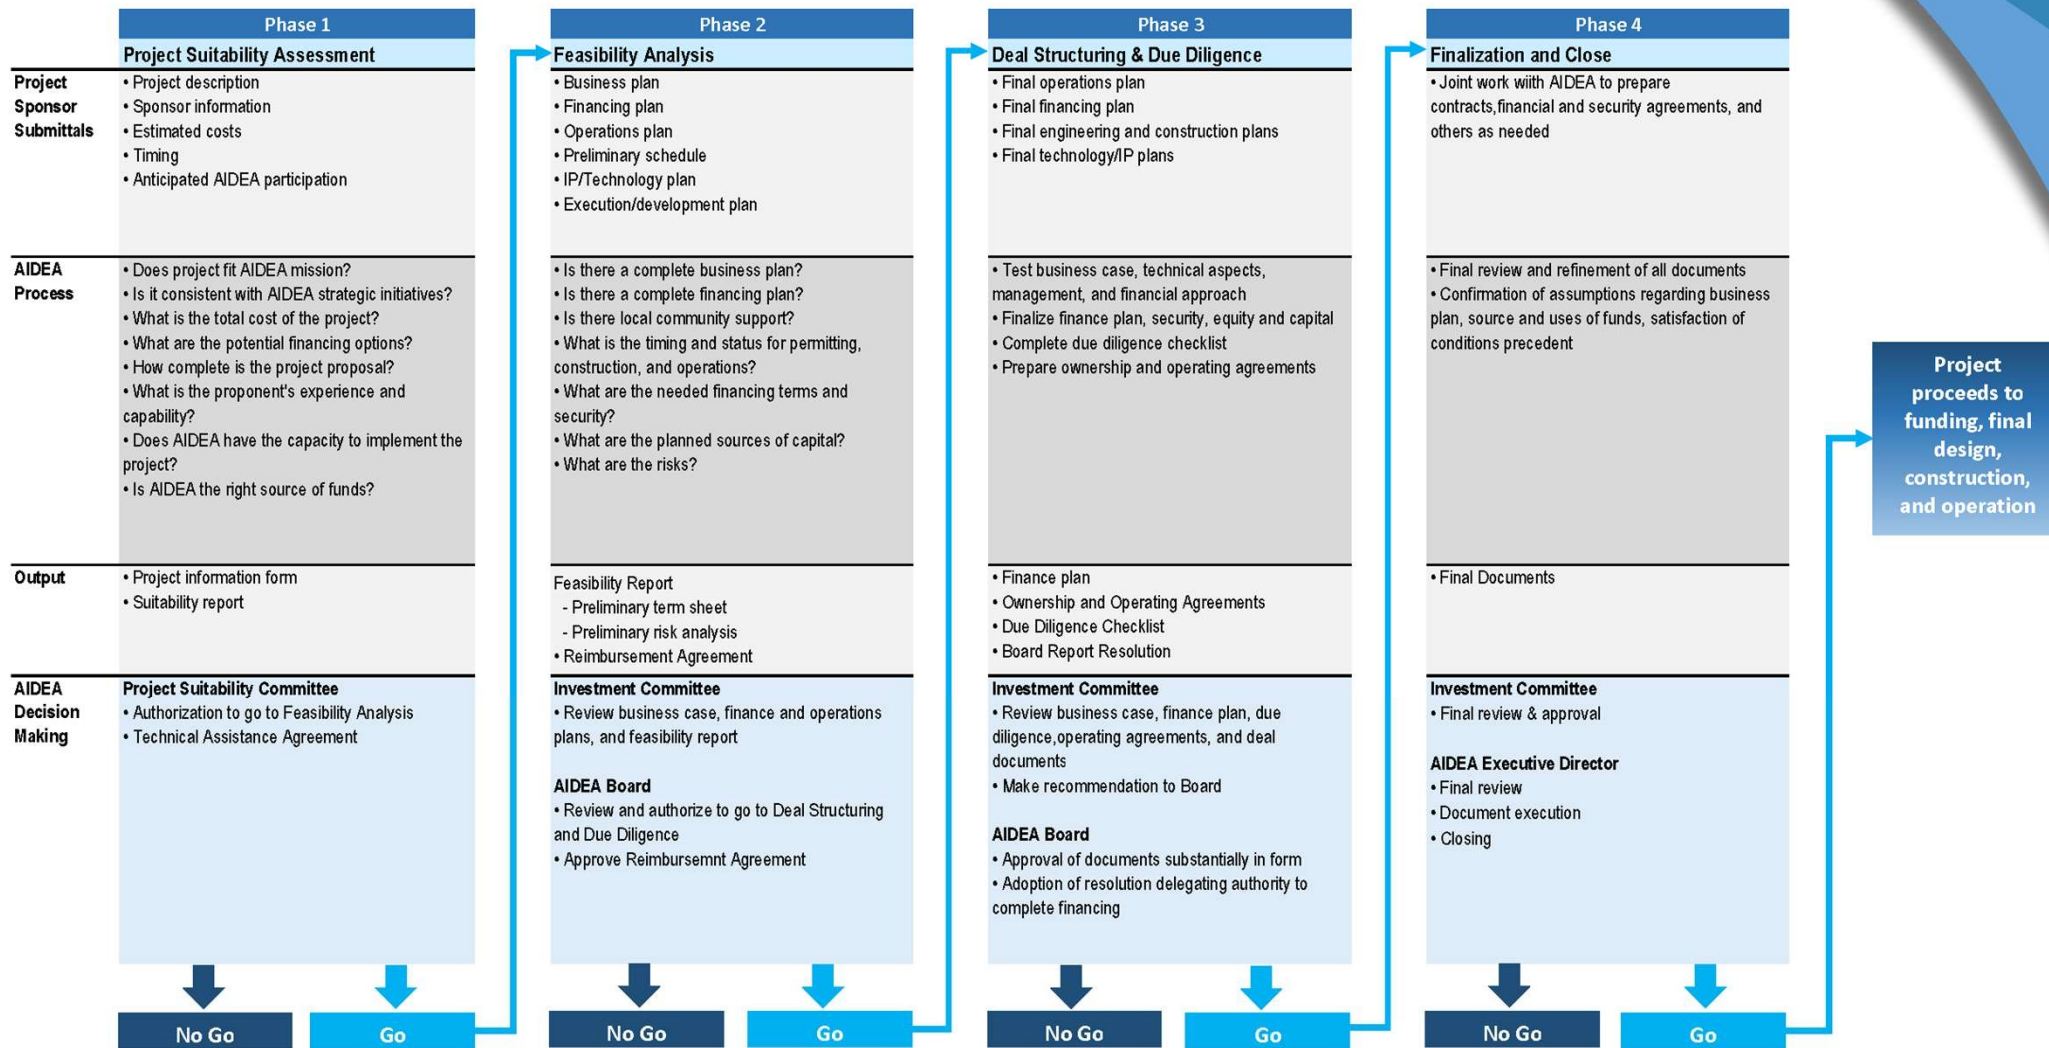 Phase 1
Project Suitability Assessment
Phase 2
Feasibility Analysis
Phase 3
Deal Structuring & Due Diligence
Phase 4
Finalization and Close
Project
Sponsor
Submittals
• Project description
• Sponsor information
• Estimated costs
• Timing
• Anticipated AIDEA participation
• Business plan
• Financing plan
• Operations plan
• Preliminary schedule
• IP/Technology plan
• Execution/development plan
• Final operations plan
• Final financing plan
• Final engineering and construction plans
• Final technology/IP plans
• Joint work wiith AIDEA to prepare
contracts,financial and security agreements, and
others as needed
AIDEA
Process
• Does project fit AIDEA mission?
• Is it consistent with AIDEA strategic initiatives?
• What is the total cost of the project?
• What are the potential financing options?
• How complete is the project proposal?
• What is the proponent's experience and
capability?
• Does AIDEA have the capacity to implement the
project?
• Is AIDEA the right source of funds?
• Is there a complete business plan?
• Is there a complete financing plan?
• Is there local community support?
• What is the timing and status for permitting,
construction, and operations?
• What are the needed financing terms and
security?
• What are the planned sources of capital?
• What are the risks?
• Test business case, technical aspects,
management, and financial approach
• Finalize finance plan, security, equity and capital
• Complete due diligence checklist
• Prepare ownership and operating agreements
• Final review and refinement of all documents
• Confirmation of assumptions regarding business
plan, source and uses of funds, satisfaction of
conditions precedent
Output
• Project information form
• Suitability report
Feasibility Report
- Preliminary term sheet
- Preliminary risk analysis
• Reimbursement Agreement
• Finance plan
• Ownership and Operating Agreements
• Due Diligence Checklist
• Board Report Resolution
• Final Documents
AIDEA
Decision
Making
Project Suitability Committee
• Authorization to go to Feasibility Analysis
• Technical Assistance Agreement
Investment Committee
• Review business case, finance and operations
plans, and feasibility report
AIDEA Board
• Review and authorize to go to Deal Structuring
and Due Diligence
• Approve Reimbursemnt Agreement
Investment Committee
• Review business case, finance plan, due
diligence,operating agreements, and deal
documents
• Make recommendation to Board
AIDEA Board
• Approval of documents substantially in form
• Adoption of resolution delegating authority to
complete financing
Investment Committee
• Final review & approval
AIDEA Executive Director
• Final review
• Document execution
• Closing
No Go
Go
No Go
Go
No Go
Go
No Go
Go
Project
proceeds to
funding, final
design,
construction,
and operation